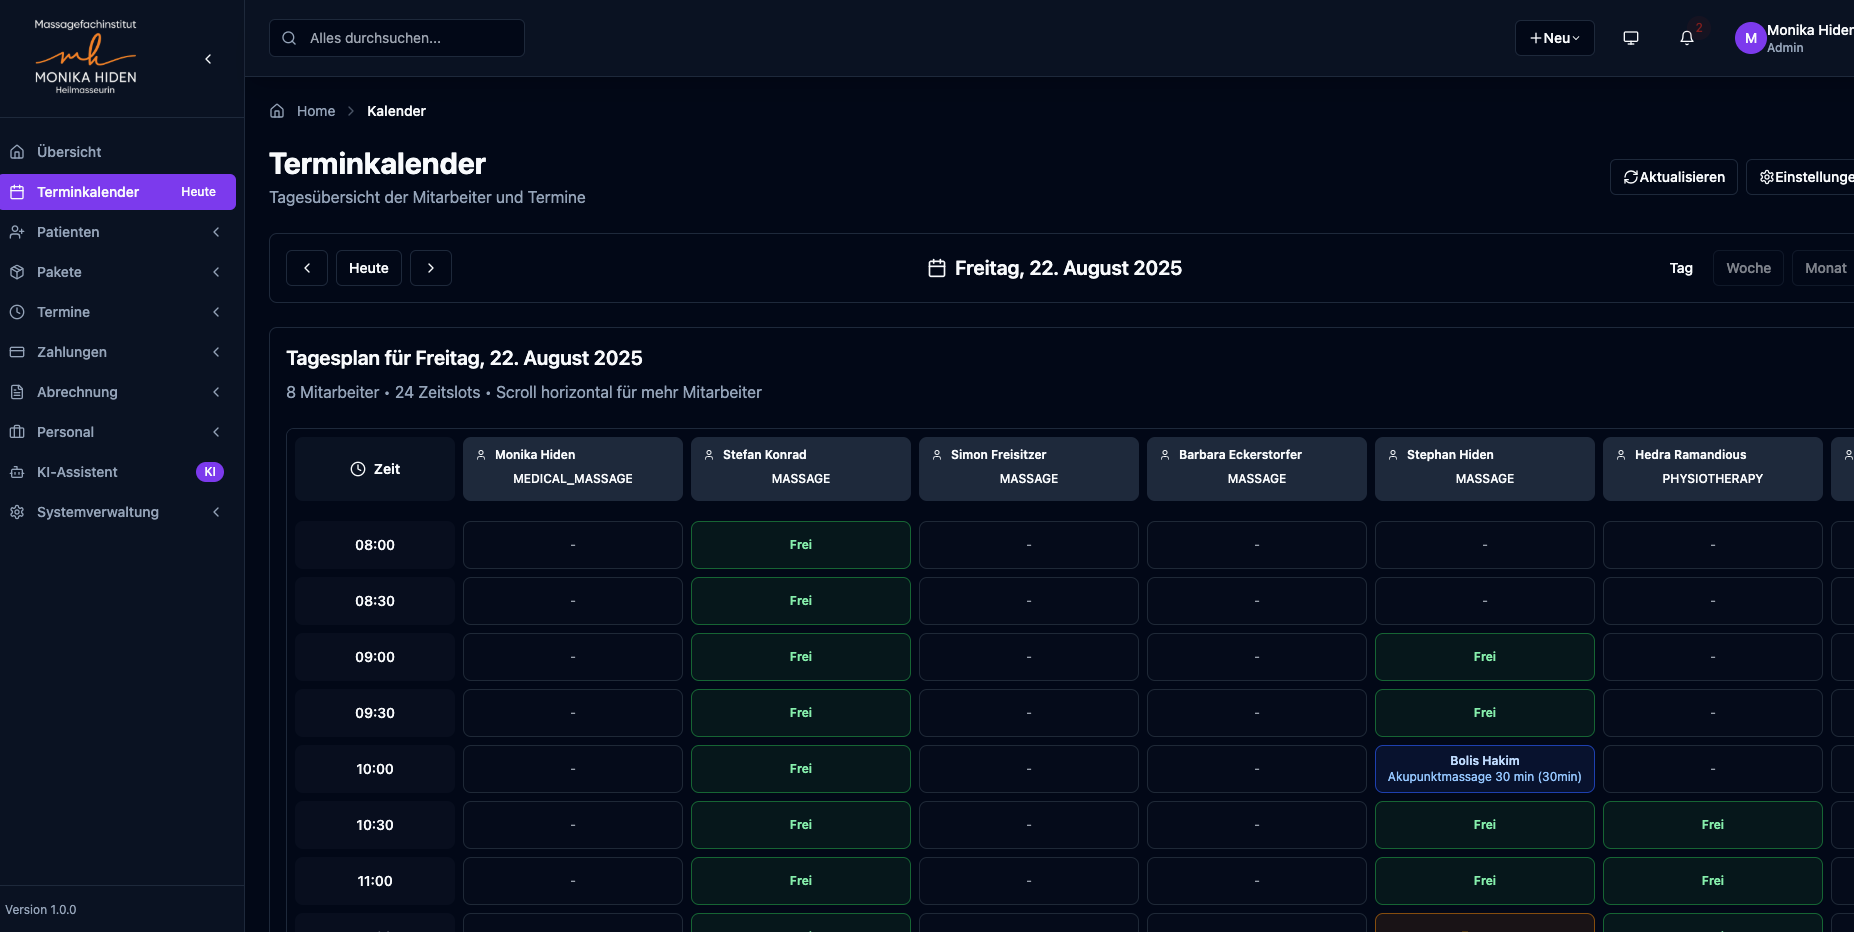 Massagefachinstitut
mh
MONIKA HIDEN
Heilmasseurin
Alles durchsuchen...
Neu
2
M
Monika Hiden
Admin
Home
Kalender
Übersicht
Terminkalender Heute
Patienten
Pakete
Termine
Zahlungen
Abrechnung
Personal
KI-Assistent KI
Systemverwaltung
Version 1.0.0
Terminkalender
Tagesübersicht der Mitarbeiter und Termine
Aktualisieren
Einstellunge
Heute
Freitag, 22. August 2025
Tag Woche Monat
Tagesplan für Freitag, 22. August 2025
8 Mitarbeiter • 24 Zeitslots • Scroll horizontal für mehr Mitarbeiter
Zeit
Monika Hiden
MEDICAL_MASSAGE
Stefan Konrad
MASSAGE
Simon Freisitzer
MASSAGE
Barbara Eckerstorfer
MASSAGE
Stephan Hiden
MASSAGE
Hedra Ramandious
PHYSIOTHERAPY
08:00 - Frei - - - -
08:30 - Frei - - - -
09:00 - Frei - - Frei -
09:30 - Frei - - Frei -
10:00 - Frei - - Bolis Hakim -
Akupunktmassage 30 min (30min)
10:30 - Frei - - Frei Frei
11:00 - Frei - - Frei Frei